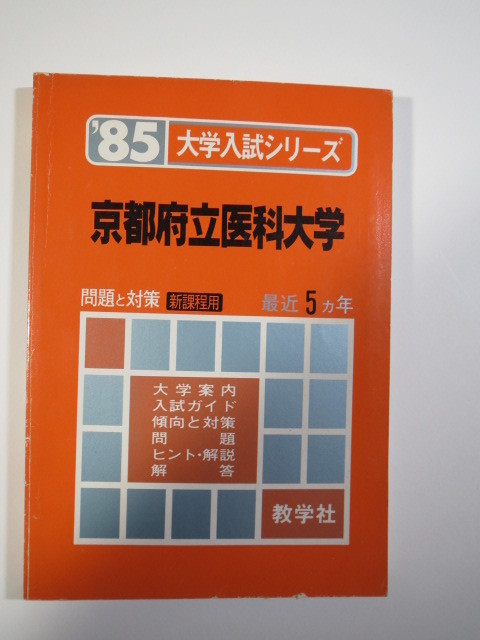 '85 大学入試シリーズ
京都府立医科大学
問題と対策 新課程用 最近5ヵ年
大学案内
入試ガイド
傾向と対策
問題
ヒント・解説
解答
教学社